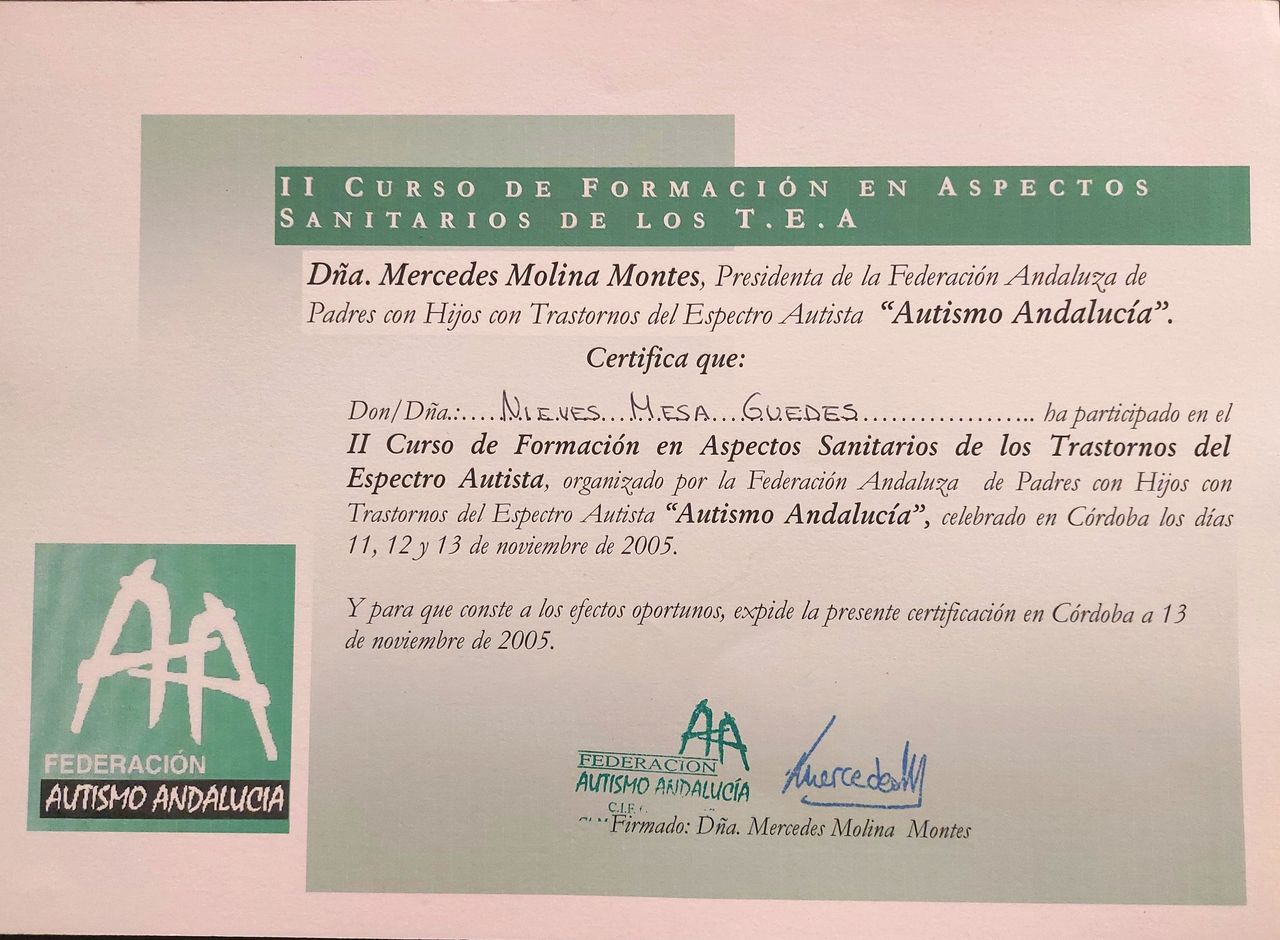 II CURSO DE FORMACIÓN EN ASPECTOS
SANITARIOS DE LOS T.E.A
Dña. Mercedes Molina Montes, Presidenta de la Federación Andaluza de
Padres con Hijos con Trastornos del Espectro Autista “Autismo Andalucía”.
Certifica que:
Don/Dña.:....NIEVES...MESA...GUEDES.................. ha participado en el
II Curso de Formación en Aspectos Sanitarios de los Trastornos del
Espectro Autista, organizado por la Federación Andaluza de Padres con Hijos con
Trastornos del Espectro Autista “Autismo Andalucía”, celebrado en Córdoba los días
11, 12 y 13 de noviembre de 2005.
Y para que conste a los efectos oportunos, expide la presente certificación en Córdoba a 13
de noviembre de 2005.
AA
FEDERACIÓN
AUTISMO ANDALUCIA
AA
FEDERACION
AUTISMO ANDALUCÍA
C.I.F.
Mercedes M
Firmado: Dña. Mercedes Molina Montes